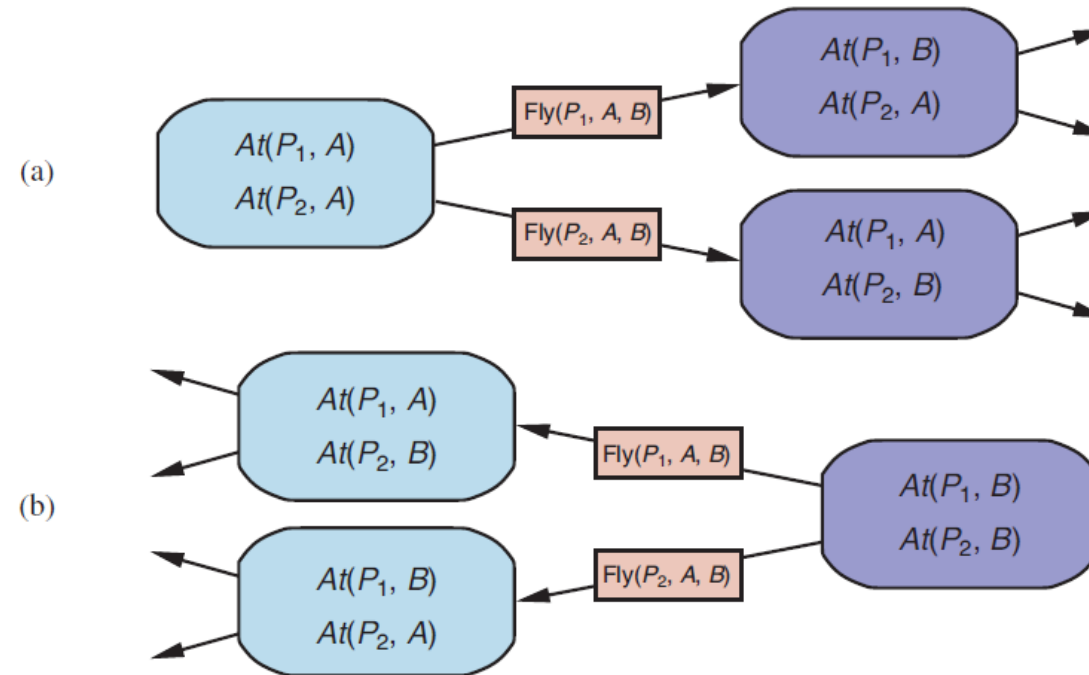 (a)
At(P₁, A)
At(P₂, A)
Fly(P₁, A, B)
Fly(P₂, A, B)
At(P₁, B)
At(P₂, A)
At(P₁, A)
At(P₂, B)
(b)
At(P₁, A)
At(P₂, B)
At(P₁, B)
At(P₂, A)
Fly(P₁, A, B)
Fly(P₂, A, B)
At(P₁, B)
At(P₂, B)